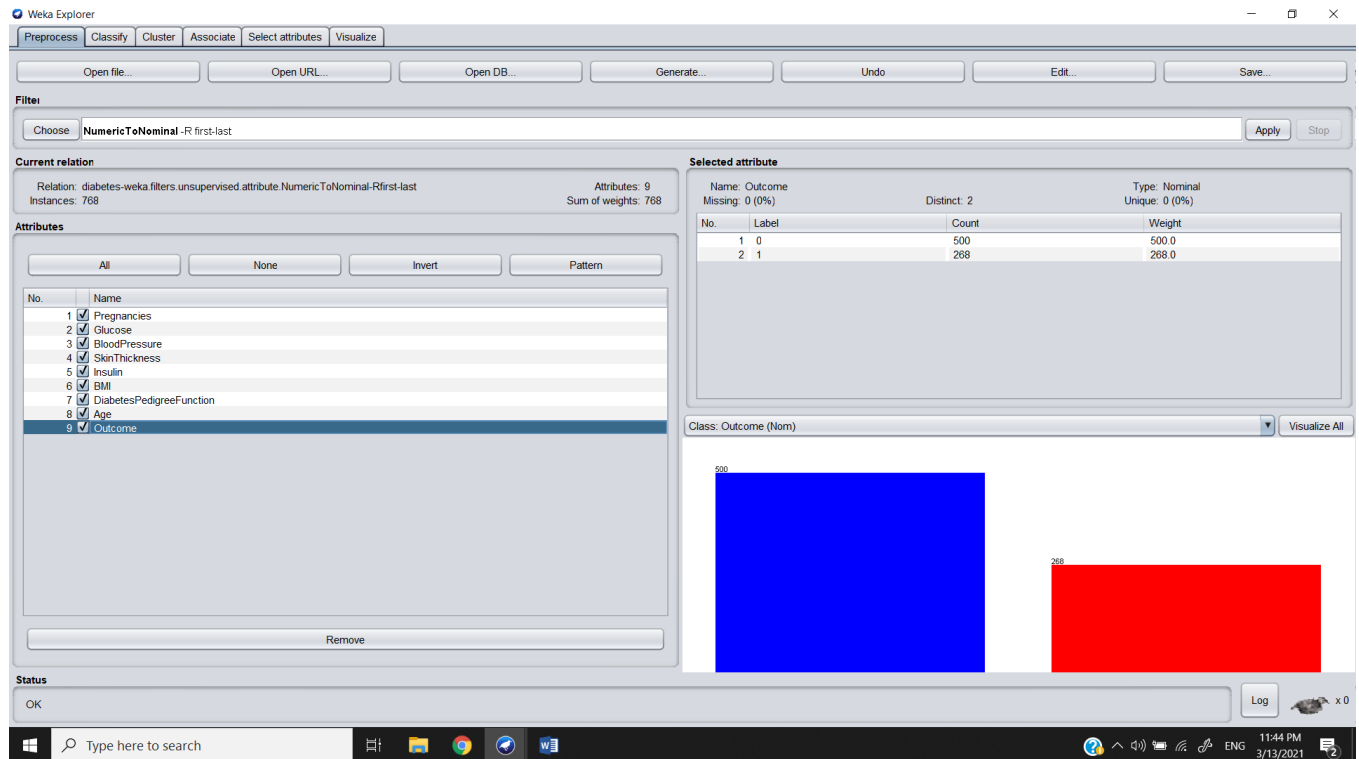 Weka Explorer
Preprocess Classify Cluster Associate Select attributes Visualize
Open file... Open URL... Open DB... Generate... Undo Edit... Save...
Filter
Choose NumericToNominal -R first-last Apply Stop
Current relation
Relation: diabetes-weka.filters.unsupervised.attribute.NumericToNominal-Rfirst-last Attributes: 9
Instances: 768 Sum of weights: 768
Attributes
All None Invert Pattern
No. Name
1 Pregnancies
2 Glucose
3 BloodPressure
4 SkinThickness
5 Insulin
6 BMI
7 DiabetesPedigreeFunction
8 Age
9 Outcome
Remove
Selected attribute
Name: Outcome Type: Nominal
Missing: 0 (0%) Distinct: 2 Unique: 0 (0%)
No. Label Count Weight
1 0 500 500.0
2 1 268 268.0
Class: Outcome (Nom) Visualize All
500
268
Status
OK Log x 0
Type here to search ENG 11:44 PM
3/13/2021 2